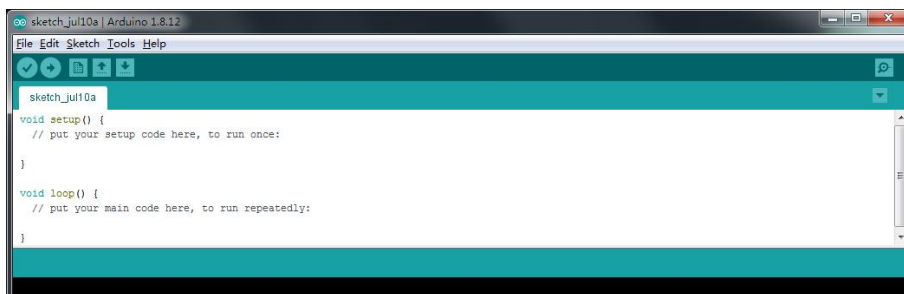 sketch_jul10a | Arduino 1.8.12
File Edit Sketch Tools Help
sketch_jul10a
void setup() {
  // put your setup code here, to run once:
}
void loop() {
  // put your main code here, to run repeatedly:
}